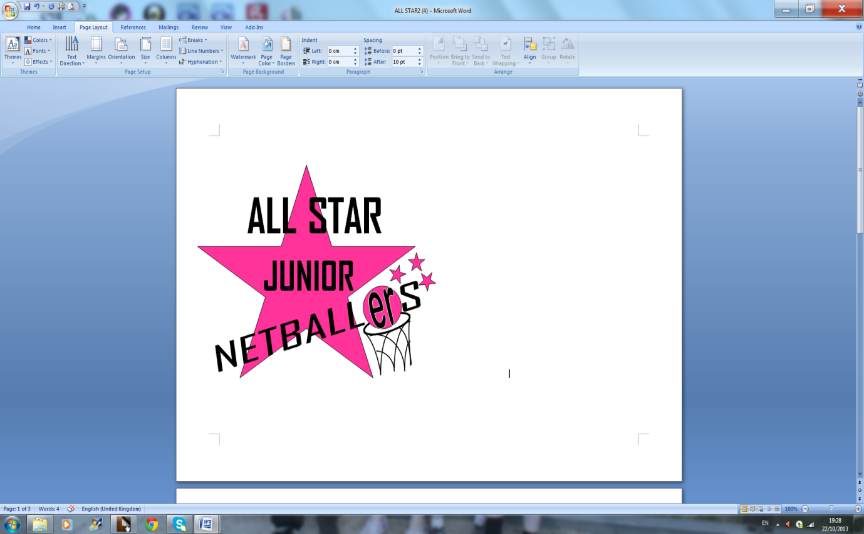 ALL STAR2 (4) - Microsoft Word
Home Insert Page Layout References Mailings Review View Add-Ins
Themes
Colors
Fonts
Effects
Themes
Text Direction
Margins
Orientation
Size
Columns
Breaks
Line Numbers
Hyphenation
Page Setup
Watermark
Page Color
Page Borders
Page Background
Indent
Left: 0 cm
Right: 0 cm
Spacing
Before: 0 pt
After: 10 pt
Paragraph
Position
Bring to Front
Send to Back
Text Wrapping
Align
Group
Rotate
Arrange
ALL STAR
JUNIOR
NETBALLerS
Page: 1 of 3 Words: 4 English (United Kingdom) 100%
EN 19:28
22/10/2013